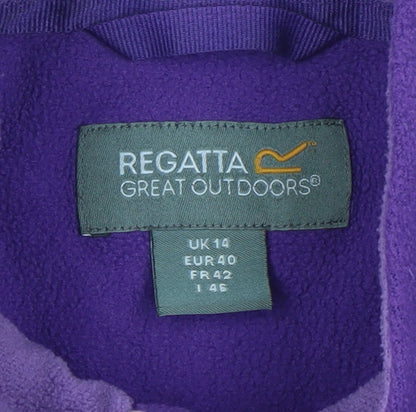 REGATTA
GREAT OUTDOORS®
UK 14
EUR 40
FR 42
I 46